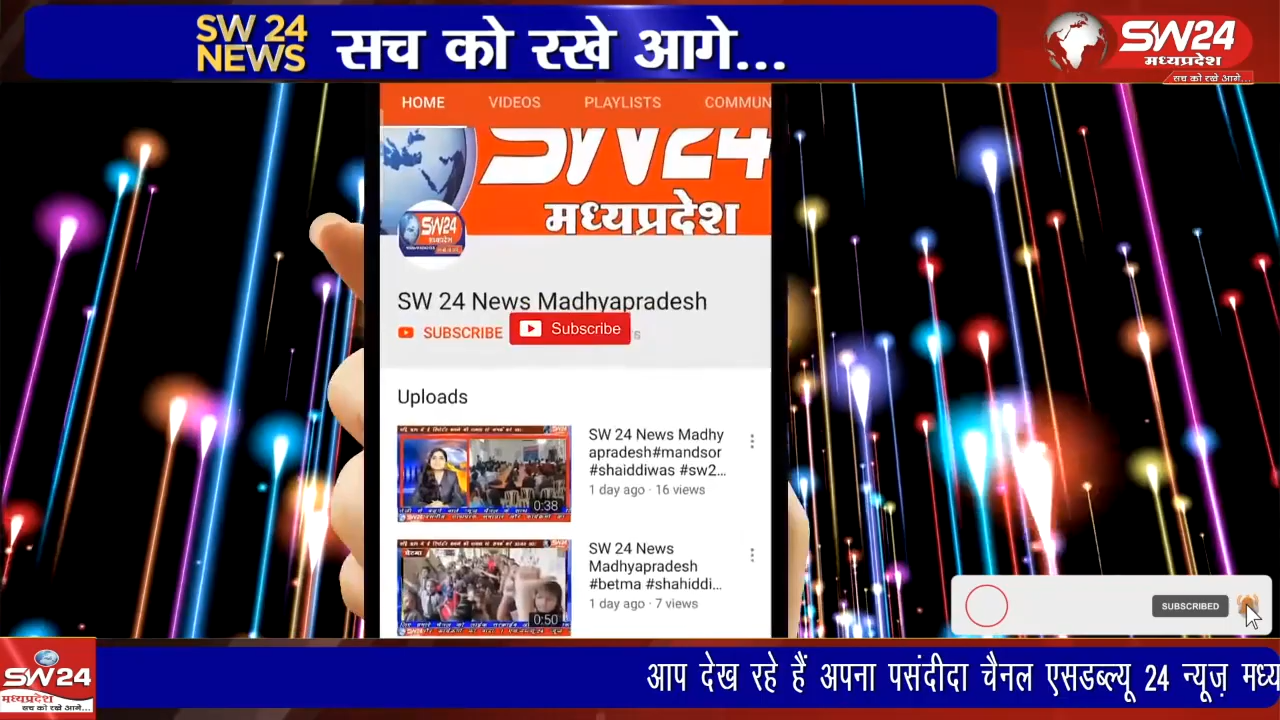 SW 24
NEWS
सच को रखे आगे...
SW24
मध्यप्रदेश
सच को रखे आगे...
HOME VIDEOS PLAYLISTS COMMUN
SW24
मध्यप्रदेश
SW24
SW 24 News Madhyapradesh
SUBSCRIBE
Subscribe
Uploads
SW 24 News Madhy
apradesh#mandsor
#shaiddiwas #sw2...
1 day ago · 16 views
0:38
SW 24 News
Madhyapradesh
#betma #shahiddi...
1 day ago · 7 views
बेटमा
0:50
SUBSCRIBED
SW24
मध्यप्रदेश
सच को रखे आगे...
आप देख रहे हैं अपना पसंदीदा चैनल एसडब्ल्यू 24 न्यूज़ मध्य